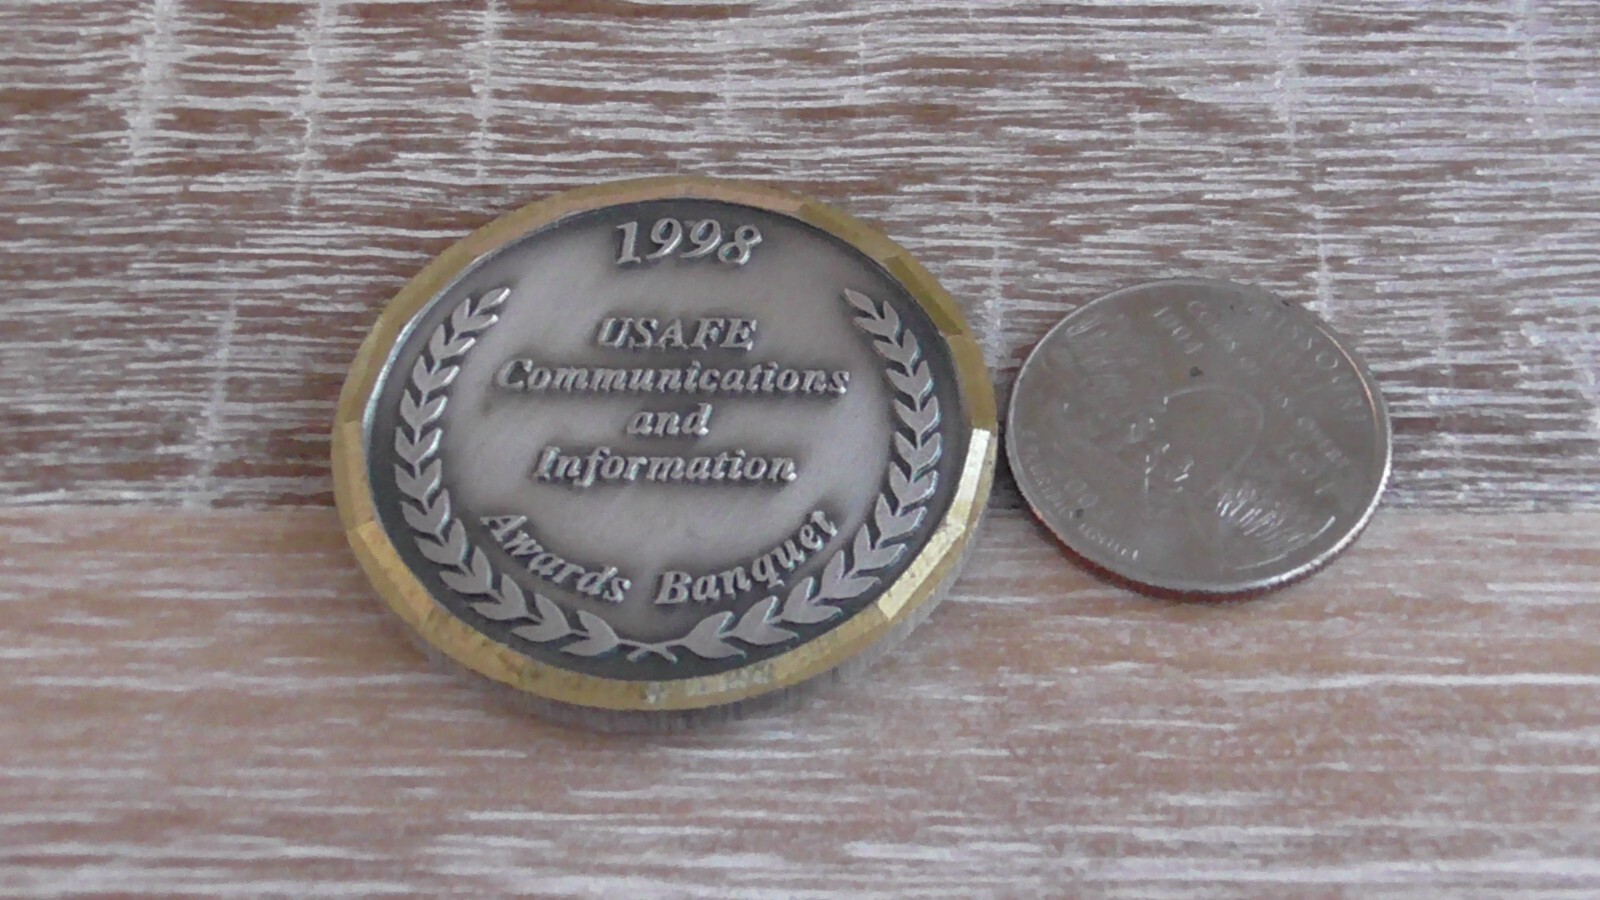 1998
USAFE
Communications
and
Information
Awards Banquet